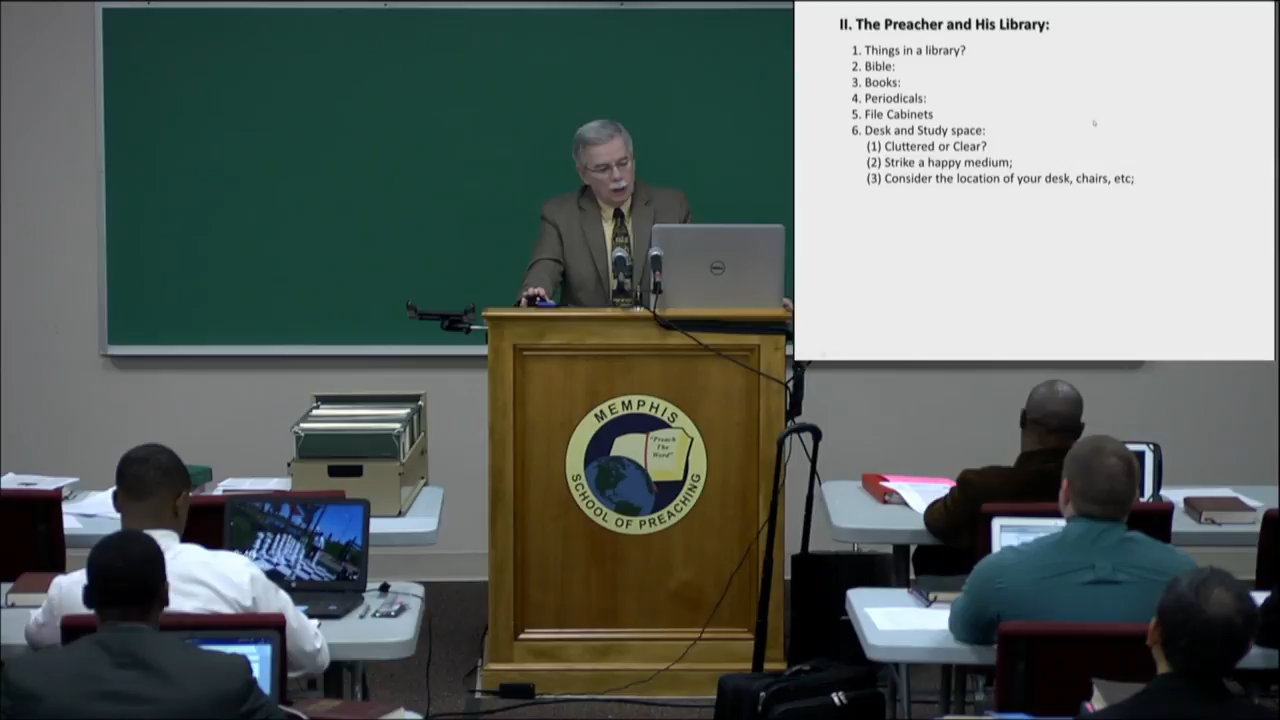 II. The Preacher and His Library:
1. Things in a library?
2. Bible:
3. Books:
4. Periodicals:
5. File Cabinets
6. Desk and Study space:
(1) Cluttered or Clear?
(2) Strike a happy medium;
(3) Consider the location of your desk, chairs, etc;
DELL
MEMPHIS
"Preach
The
Word"
SCHOOL OF PREACHING